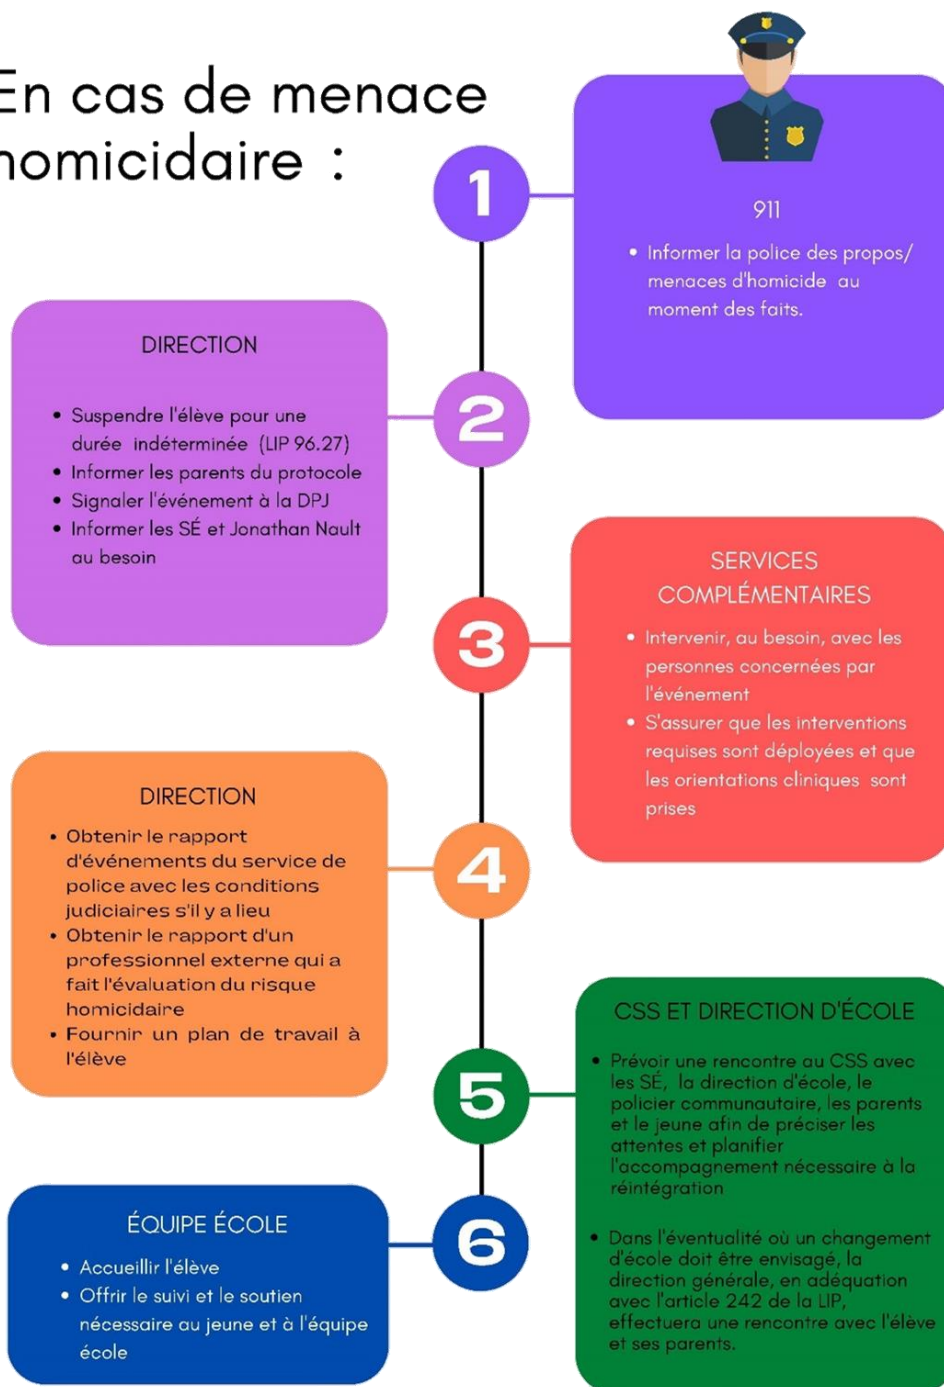 En cas de menace
homicidaire :
1
911
• Informer la police des propos/
menaces d'homicide au
moment des faits.
DIRECTION
• Suspendre l'élève pour une
durée indéterminée (LIP 96.27)
• Informer les parents du protocole
• Signaler l'événement à la DPJ
• Informer les SÉ et Jonathan Nault
au besoin
2
3
SERVICES
COMPLÉMENTAIRES
• Intervenir, au besoin, avec les
personnes concernées par
l'événement
• S'assurer que les interventions
requises sont déployées et que
les orientations cliniques sont
prises
DIRECTION
• Obtenir le rapport
d'événements du service de
police avec les conditions
judiciaires s'il y a lieu
• Obtenir le rapport d'un
professionnel externe qui a
fait l'évaluation du risque
homicidaire
• Fournir un plan de travail à
l'élève
4
5
CSS ET DIRECTION D'ÉCOLE
• Prévoir une rencontre au CSS avec
les SÉ, la direction d'école, le
policier communautaire, les parents
et le jeune afin de préciser les
attentes et planifier
l'accompagnement nécessaire à la
réintégration
• Dans l'éventualité où un changement
d'école doit être envisagé, la
direction générale, en adéquation
avec l'article 242 de la LIP,
effectuera une rencontre avec l'élève
et ses parents.
ÉQUIPE ÉCOLE
• Accueillir l'élève
• Offrir le suivi et le soutien
nécessaire au jeune et à l'équipe
école
6